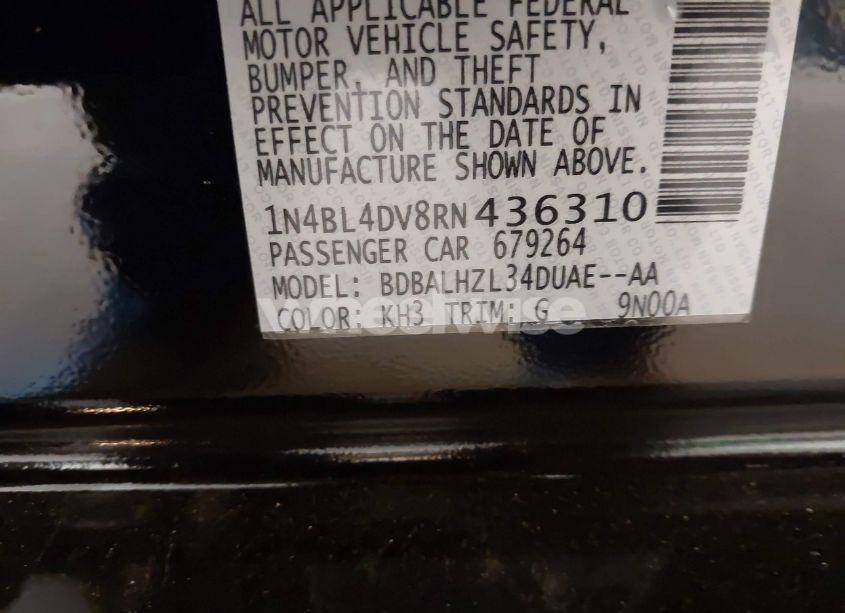 ALL APPLICABLE FEDERAL
MOTOR VEHICLE SAFETY,
BUMPER, AND THEFT
PREVENTION STANDARDS IN
EFFECT ON THE DATE OF
MANUFACTURE SHOWN ABOVE.
1N4BL4DV8RN436310
PASSENGER CAR 679264
MODEL: BDBALHZL34DUAE--AA
COLOR: KH3 TRIM: G 9N00A